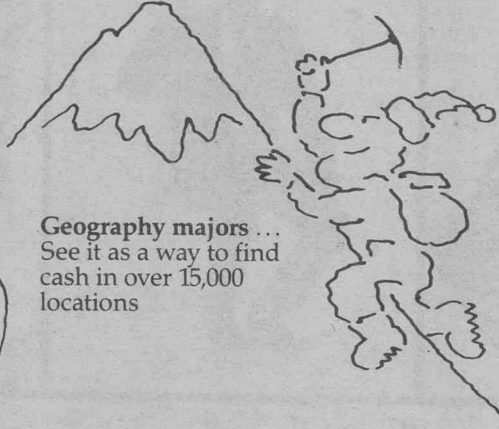 Geography majors ...
See it as a way to find
cash in over 15,000
locations